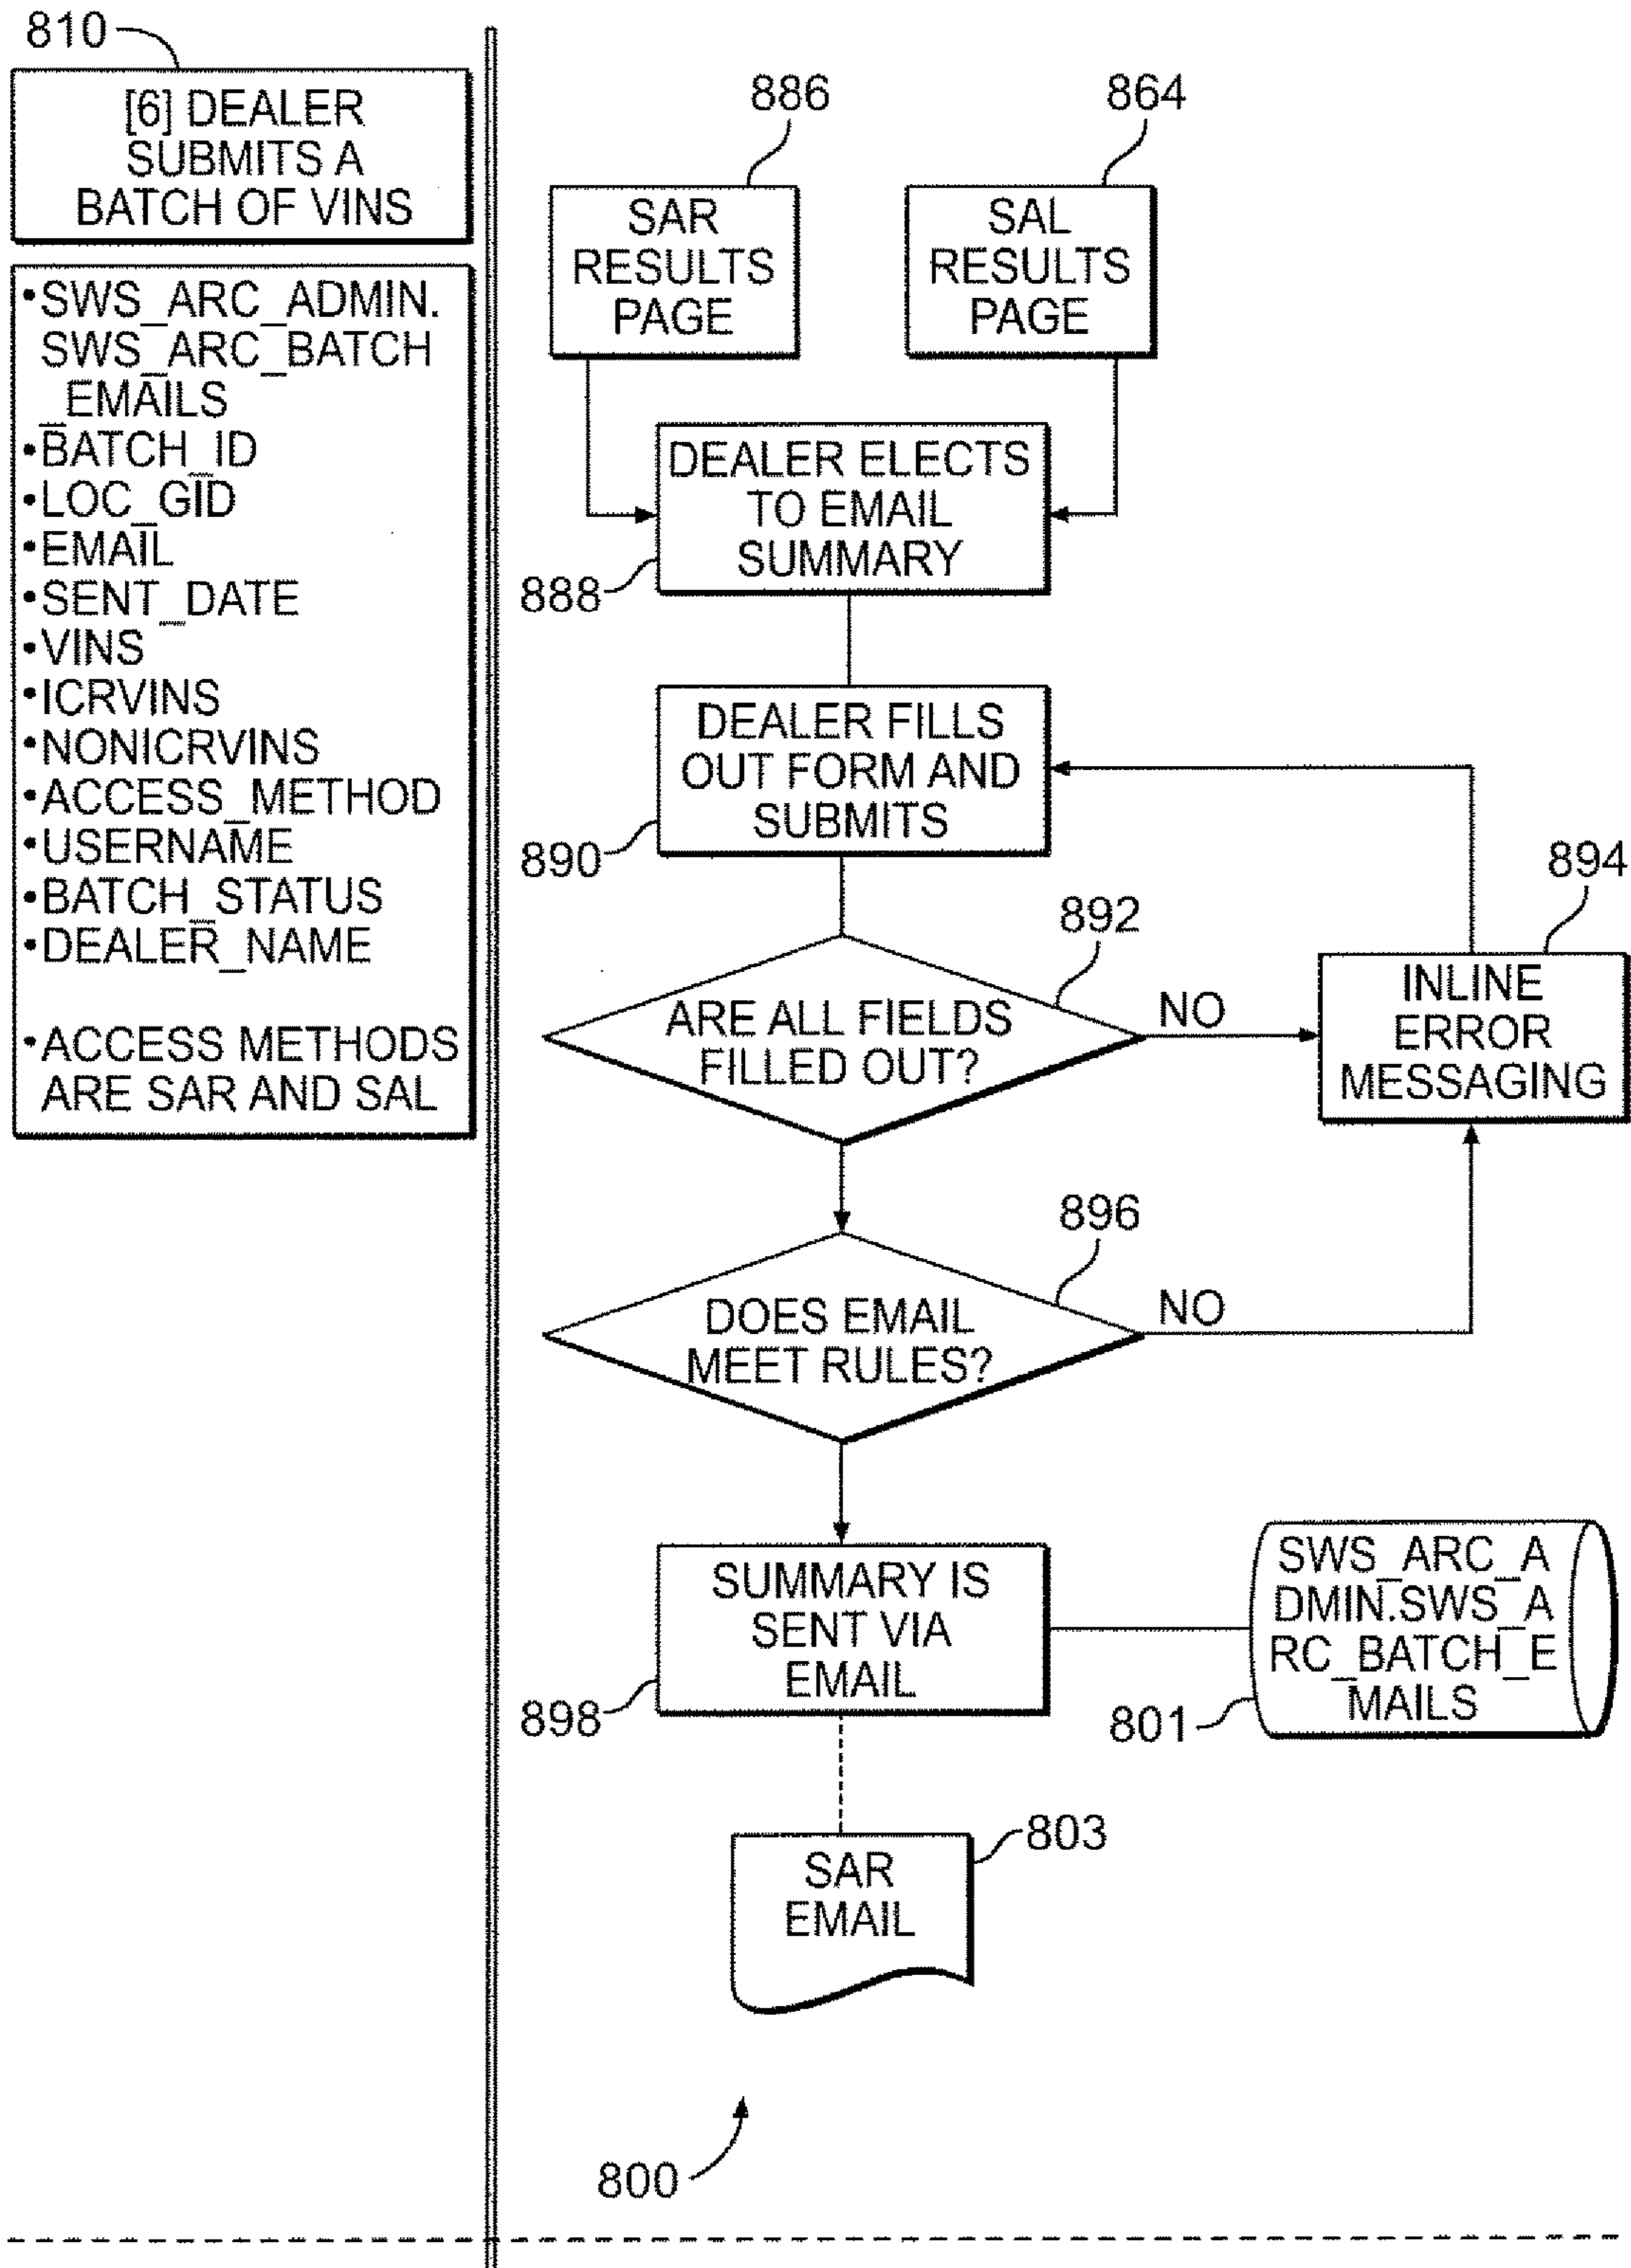 810
[6] DEALER
SUBMITS A
BATCH OF VINS
•SWS_ARC_ADMIN.
SWS_ARC_BATCH
_EMAILS
•BATCH_ID
•LOC_GID
•EMAIL
•SENT_DATE
•VINS
•ICRVINS
•NONICRVINS
•ACCESS_METHOD
•USERNAME
•BATCH_STATUS
•DEALER_NAME
•ACCESS METHODS
ARE SAR AND SAL
886
SAR
RESULTS
PAGE
864
SAL
RESULTS
PAGE
DEALER ELECTS
TO EMAIL
SUMMARY
888
DEALER FILLS
OUT FORM AND
SUBMITS
890
892
ARE ALL FIELDS
FILLED OUT?
NO
894
INLINE
ERROR
MESSAGING
896
DOES EMAIL
MEET RULES?
NO
SUMMARY IS
SENT VIA
EMAIL
898
SWS_ARC_A
DMIN.SWS_A
RC_BATCH_E
MAILS
801
803
SAR
EMAIL
800